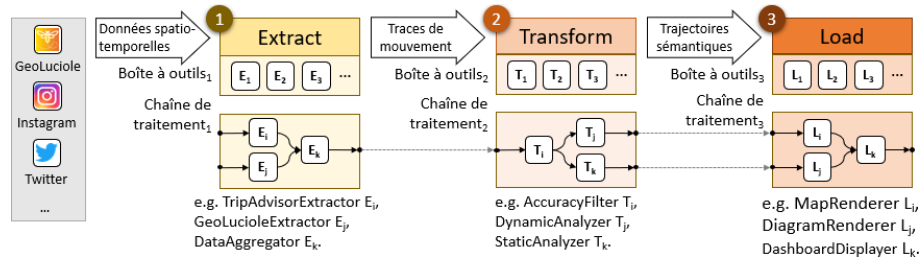 GeoLuciole
Instagram
Twitter
...
Données spatio-
temporelles
1
Extract
Boîte à outils1
E1
E2
E3
...
Chaîne de
traitement1
Ei
Ej
Ek
e.g. TripAdvisorExtractor Ei,
GeoLucioleExtractor Ej,
DataAggregator Ek.
Traces de
mouvement
2
Transform
Boîte à outils2
T1
T2
T3
...
Chaîne de
traitement2
Ti
Tj
Tk
e.g. AccuracyFilter Ti,
DynamicAnalyzer Tj,
StaticAnalyzer Tk.
Trajectoires
sémantiques
3
Load
Boîte à outils3
L1
L2
L3
...
Chaîne de
traitement3
Li
Lj
Lk
e.g. MapRenderer Li,
DiagramRenderer Lj,
DashboardDisplayer Lk.